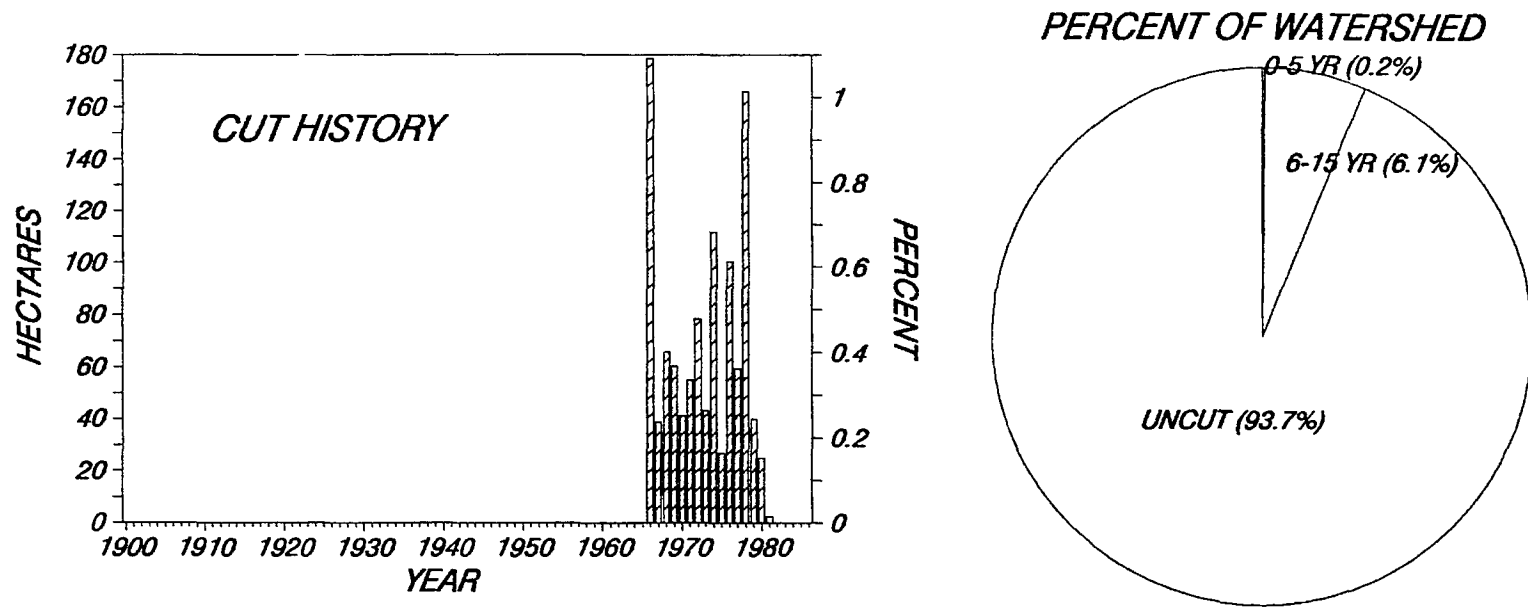 CUT HISTORY
HECTARES
180
160
140
120
100
80
60
40
20
0
1900 1910 1920 1930 1940 1950 1960 1970 1980
YEAR
1
0.8
0.6
0.4
0.2
0
PERCENT
PERCENT OF WATERSHED
0-5 YR (0.2%)
6-15 YR (6.1%)
UNCUT (93.7%)